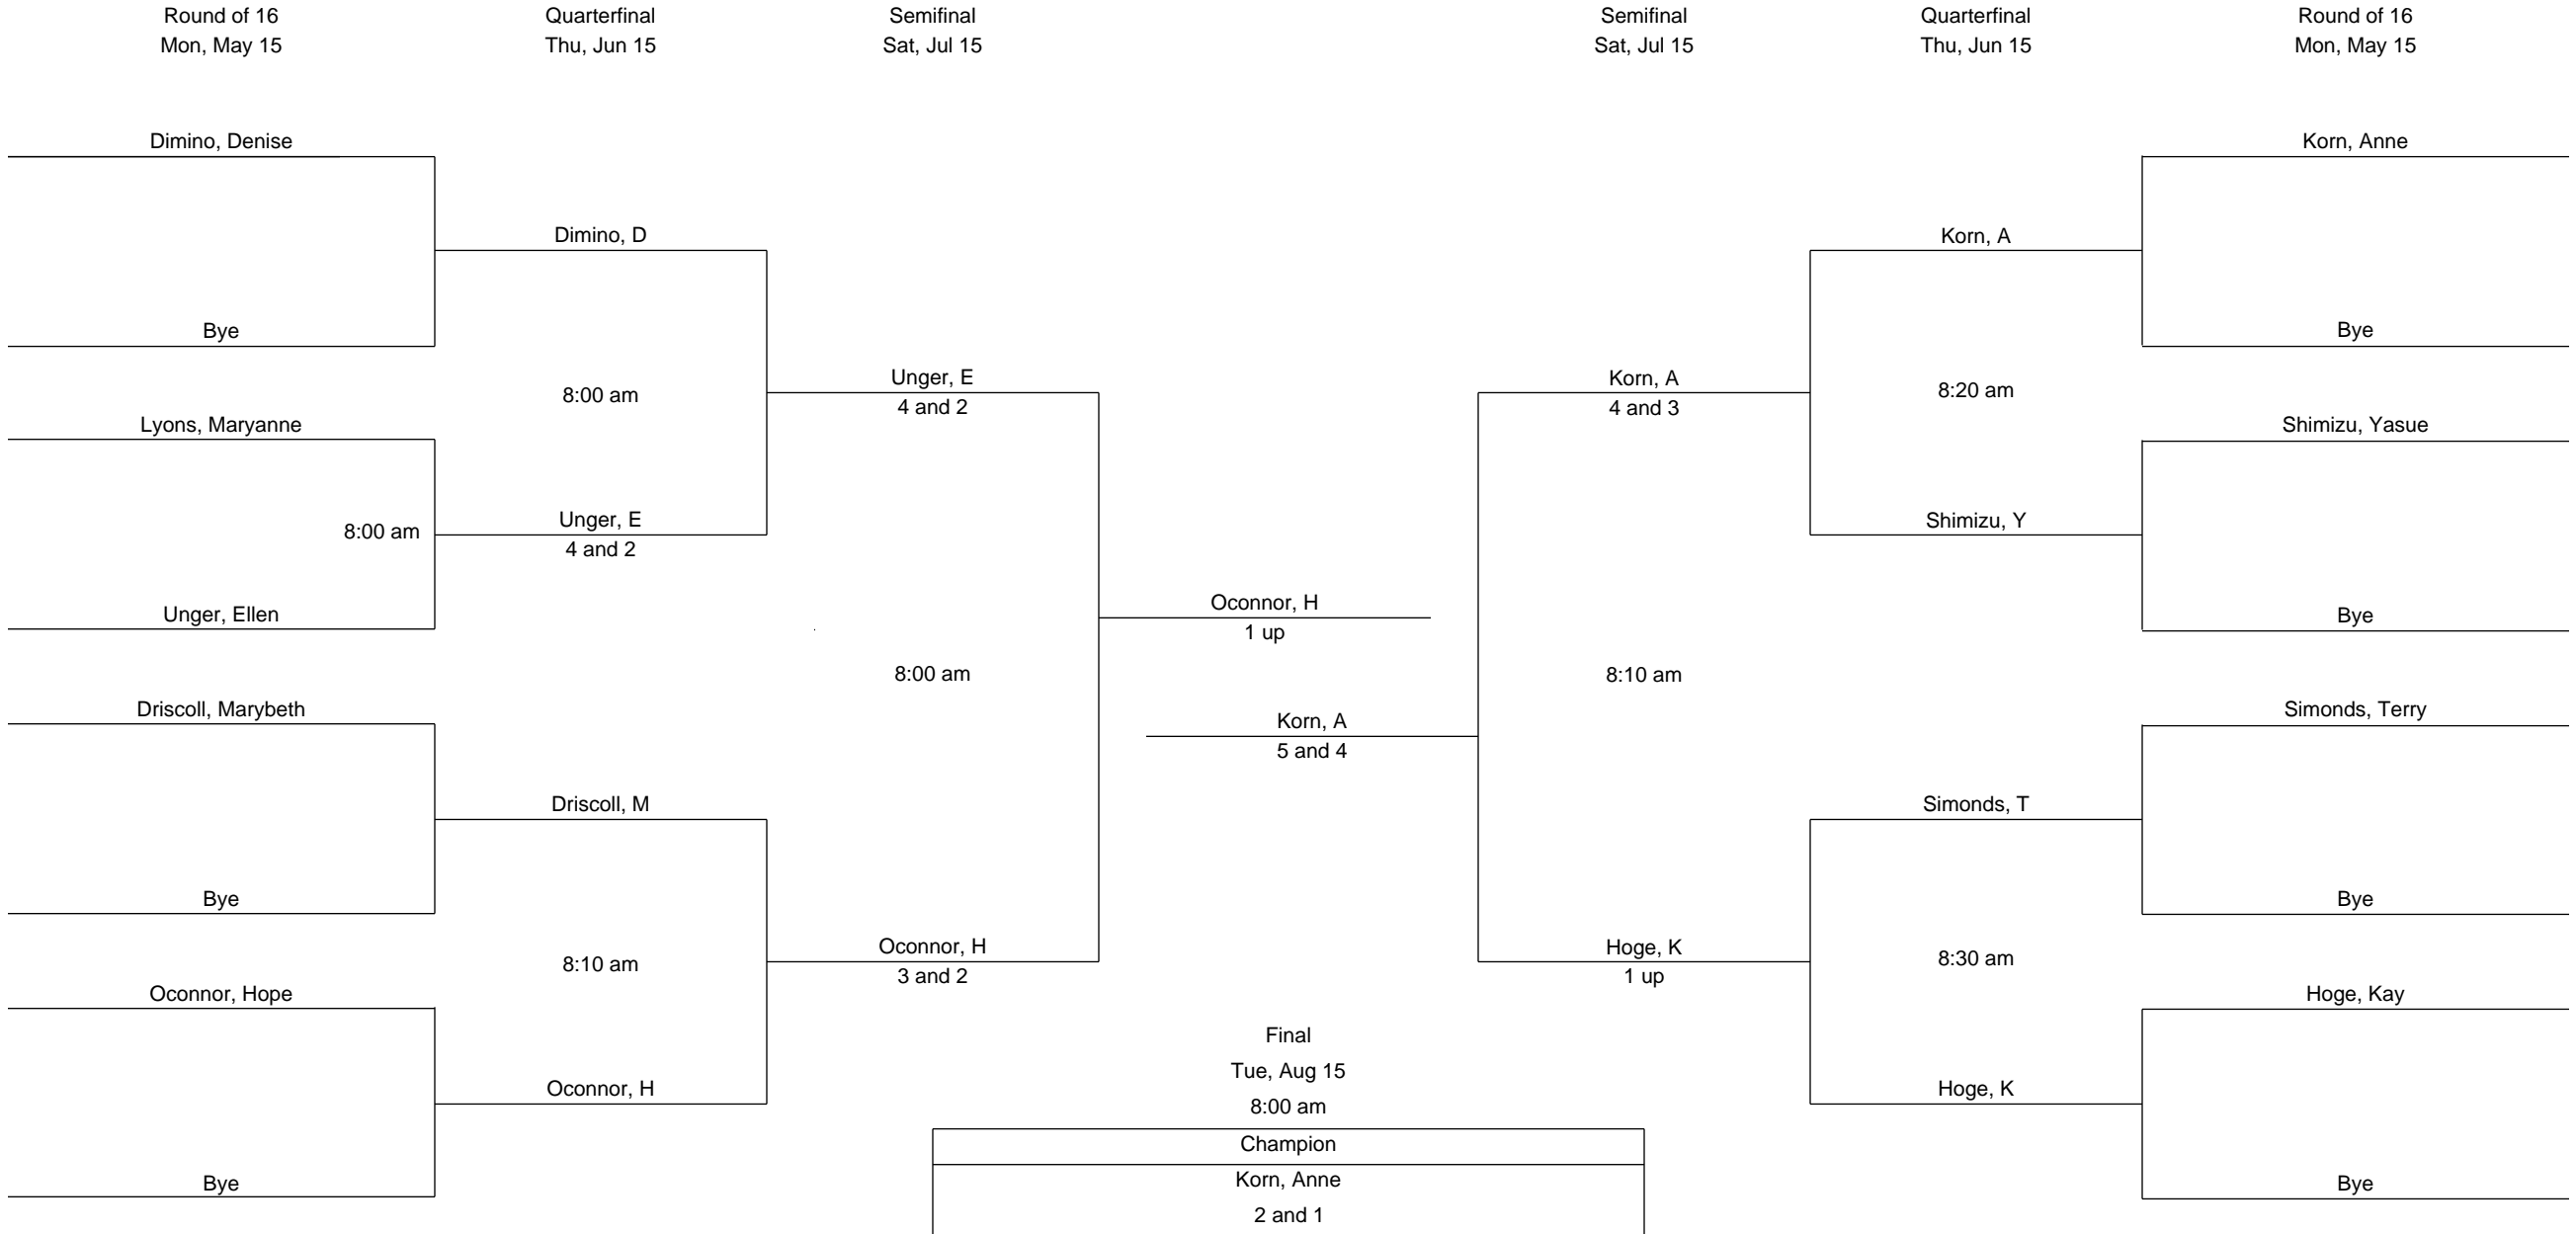 Round of 16
Mon, May 15
Quarterfinal
Thu, Jun 15
Semifinal
Sat, Jul 15
Semifinal
Sat, Jul 15
Quarterfinal
Thu, Jun 15
Round of 16
Mon, May 15
Dimino, Denise
Bye
Lyons, Maryanne
8:00 am
Unger, Ellen
Driscoll, Marybeth
Bye
Oconnor, Hope
Bye
Dimino, D
8:00 am
Unger, E
4 and 2
Driscoll, M
8:10 am
Oconnor, H
Unger, E
4 and 2
8:00 am
Oconnor, H
3 and 2
Oconnor, H
1 up
Korn, A
5 and 4
Korn, A
4 and 3
8:10 am
Hoge, K
1 up
Korn, A
8:20 am
Shimizu, Y
Simonds, T
8:30 am
Hoge, K
Korn, Anne
Bye
Shimizu, Yasue
Bye
Simonds, Terry
Bye
Hoge, Kay
Bye
Final
Tue, Aug 15
8:00 am
Champion
Korn, Anne
2 and 1